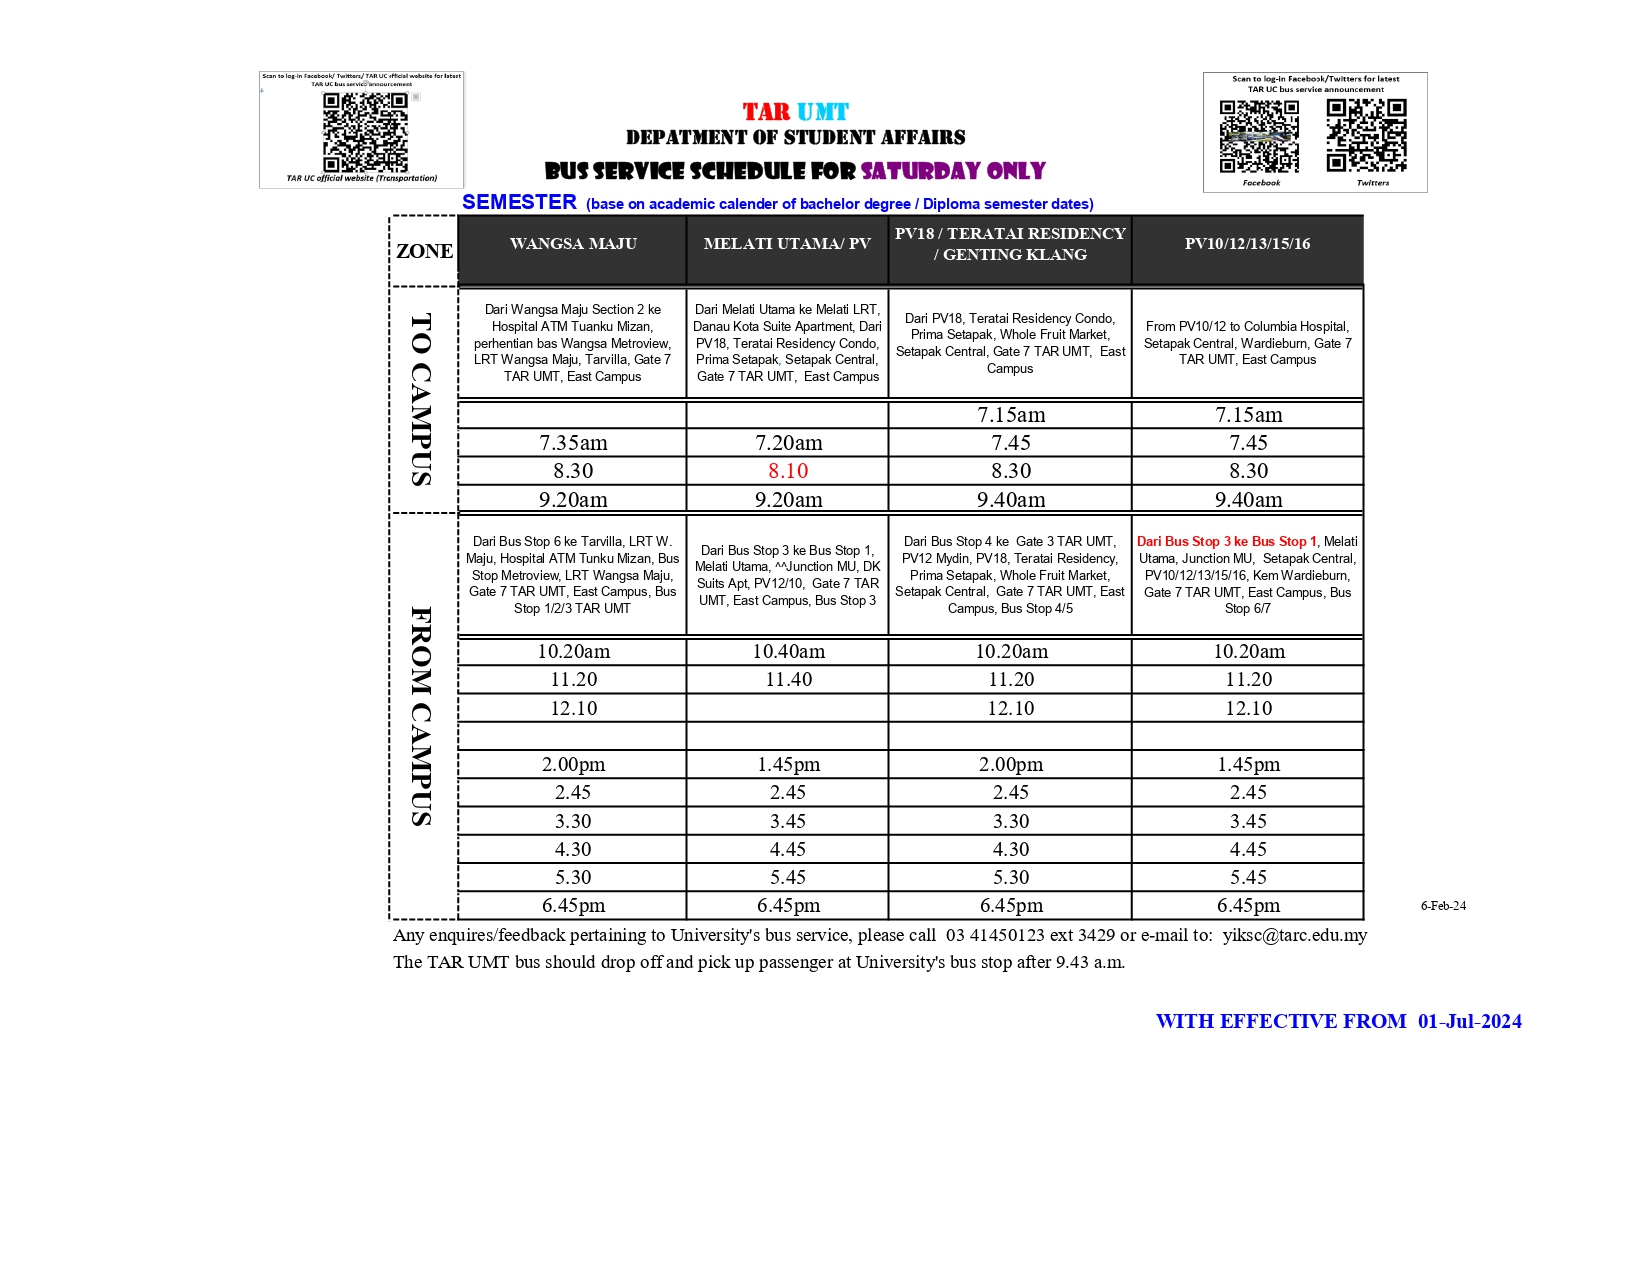 Scan to log-in Facebook/ Twitters/ TAR UC official website for latest
TAR UC bus service announcement
TAR UC official website (Transportation)
Scan to log-in Facebook/Twitters for latest
TAR UC bus service announcement
Facebook
Twitters
TAR UMT
DEPATMENT OF STUDENT AFFAIRS
BUS SERVICE SCHEDULE FOR SATURDAY ONLY
SEMESTER (base on academic calender of bachelor degree / Diploma semester dates)
ZONE
WANGSA MAJU
MELATI UTAMA/ PV
PV18 / TERATAI RESIDENCY
/ GENTING KLANG
PV10/12/13/15/16
TO CAMPUS
Dari Wangsa Maju Section 2 ke
Hospital ATM Tuanku Mizan,
perhentian bas Wangsa Metroview,
LRT Wangsa Maju, Tarvilla, Gate 7
TAR UMT, East Campus
Dari Melati Utama ke Melati LRT,
Danau Kota Suite Apartment, Dari
PV18, Teratai Residency Condo,
Prima Setapak, Setapak Central,
Gate 7 TAR UMT, East Campus
Dari PV18, Teratai Residency Condo,
Prima Setapak, Whole Fruit Market,
Setapak Central, Gate 7 TAR UMT, East
Campus
From PV10/12 to Columbia Hospital,
Setapak Central, Wardieburn, Gate 7
TAR UMT, East Campus
7.15am 7.15am
7.35am 7.20am 7.45 7.45
8.30 8.10 8.30 8.30
9.20am 9.20am 9.40am 9.40am
FROM CAMPUS
Dari Bus Stop 6 ke Tarvilla, LRT W.
Maju, Hospital ATM Tunku Mizan, Bus
Stop Metroview, LRT Wangsa Maju,
Gate 7 TAR UMT, East Campus, Bus
Stop 1/2/3 TAR UMT
Dari Bus Stop 3 ke Bus Stop 1,
Melati Utama, ^^Junction MU, DK
Suits Apt, PV12/10, Gate 7 TAR
UMT, East Campus, Bus Stop 3
Dari Bus Stop 4 ke Gate 3 TAR UMT,
PV12 Mydin, PV18, Teratai Residency,
Prima Setapak, Whole Fruit Market,
Setapak Central, Gate 7 TAR UMT, East
Campus, Bus Stop 4/5
Dari Bus Stop 3 ke Bus Stop 1, Melati
Utama, Junction MU, Setapak Central,
PV10/12/13/15/16, Kem Wardieburn,
Gate 7 TAR UMT, East Campus, Bus
Stop 6/7
10.20am 10.40am 10.20am 10.20am
11.20 11.40 11.20 11.20
12.10 12.10 12.10
2.00pm 1.45pm 2.00pm 1.45pm
2.45 2.45 2.45 2.45
3.30 3.45 3.30 3.45
4.30 4.45 4.30 4.45
5.30 5.45 5.30 5.45
6.45pm 6.45pm 6.45pm 6.45pm
6-Feb-24
Any enquires/feedback pertaining to University's bus service, please call 03 41450123 ext 3429 or e-mail to: yiksc@tarc.edu.my
The TAR UMT bus should drop off and pick up passenger at University's bus stop after 9.43 a.m.
WITH EFFECTIVE FROM 01-Jul-2024